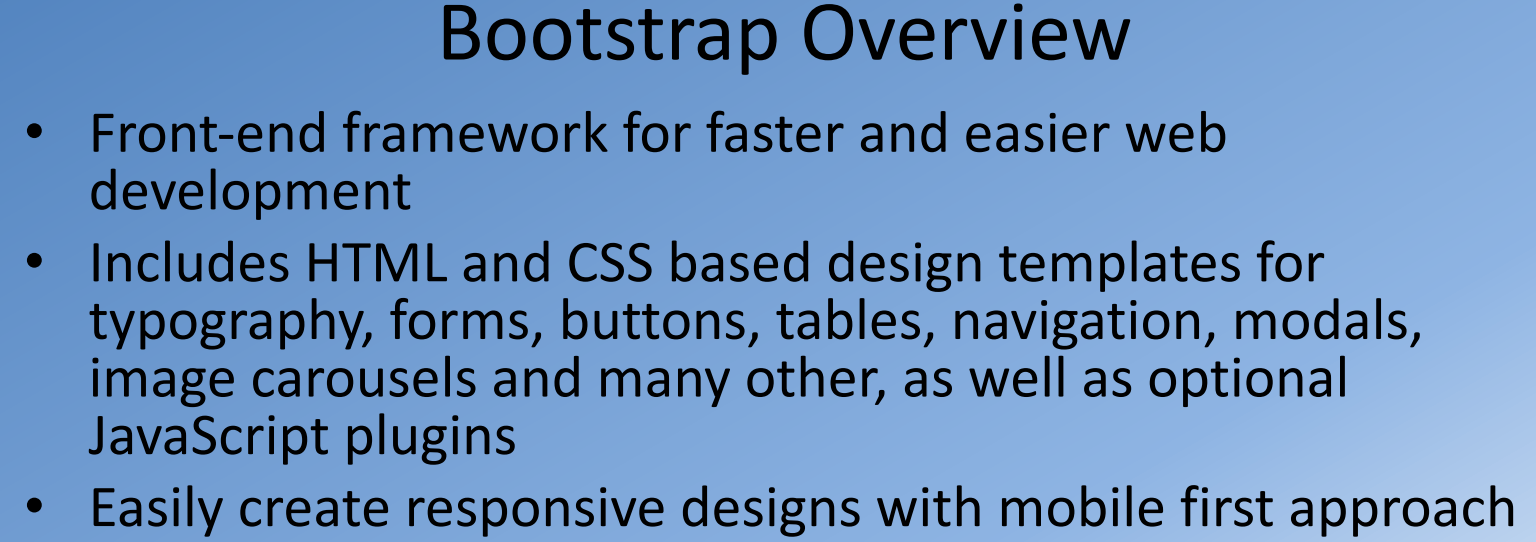 Bootstrap Overview
• Front-end framework for faster and easier web
development
• Includes HTML and CSS based design templates for
typography, forms, buttons, tables, navigation, modals,
image carousels and many other, as well as optional
JavaScript plugins
• Easily create responsive designs with mobile first approach